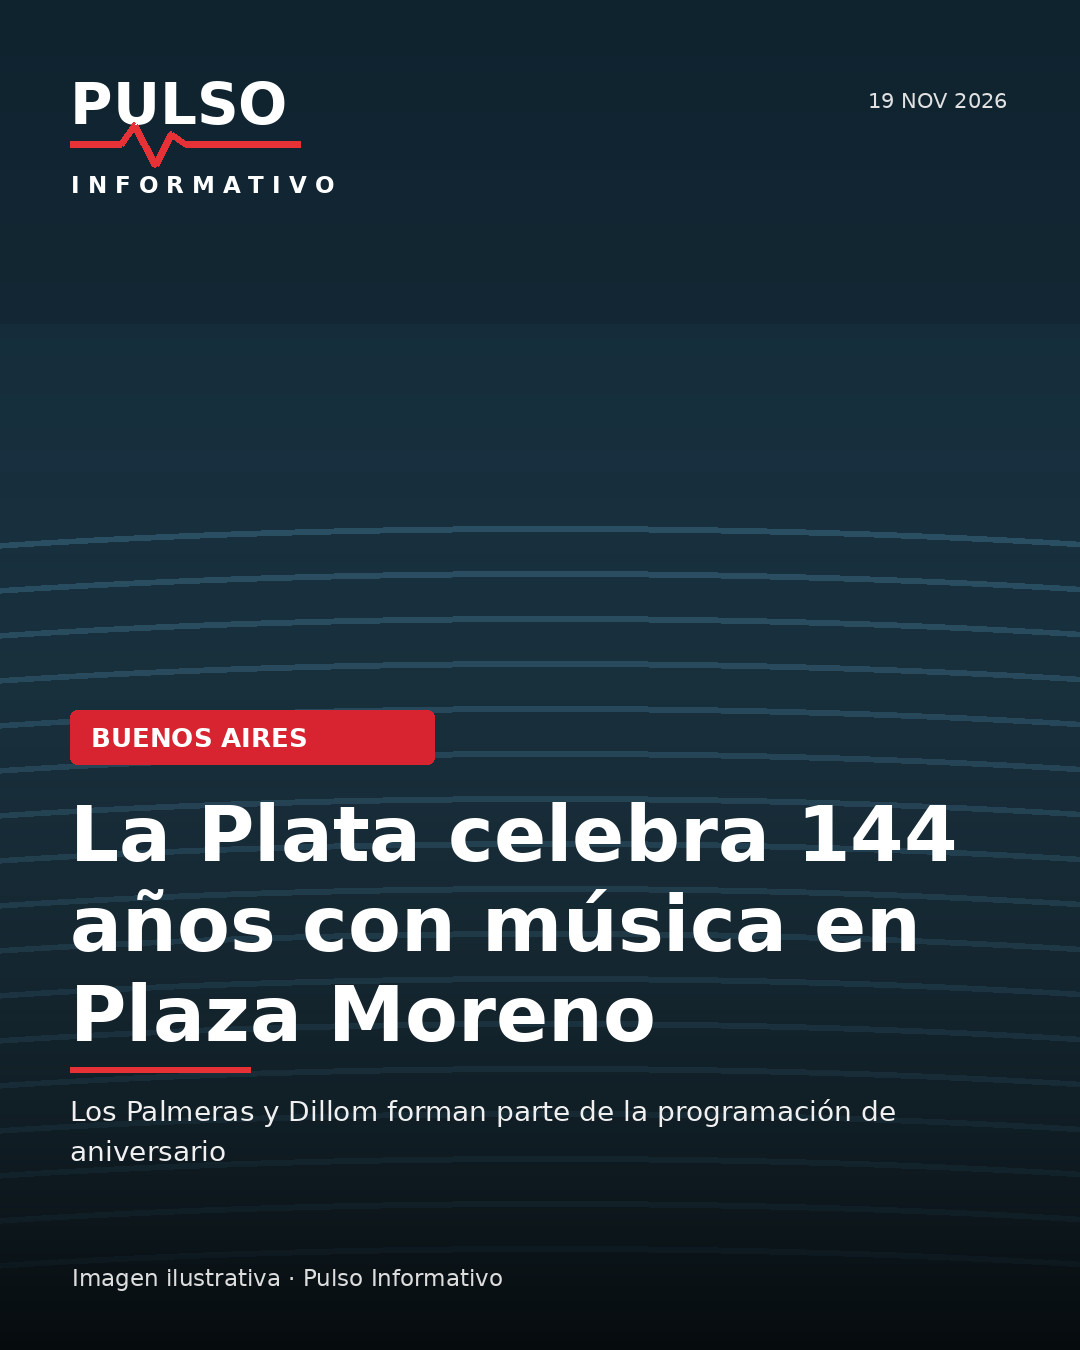 PULSO
INFORMATIVO
19 NOV 2026
BUENOS AIRES
La Plata celebra 144
años con música en
Plaza Moreno
Los Palmeras y Dillom forman parte de la programación de
aniversario
Imagen ilustrativa · Pulso Informativo